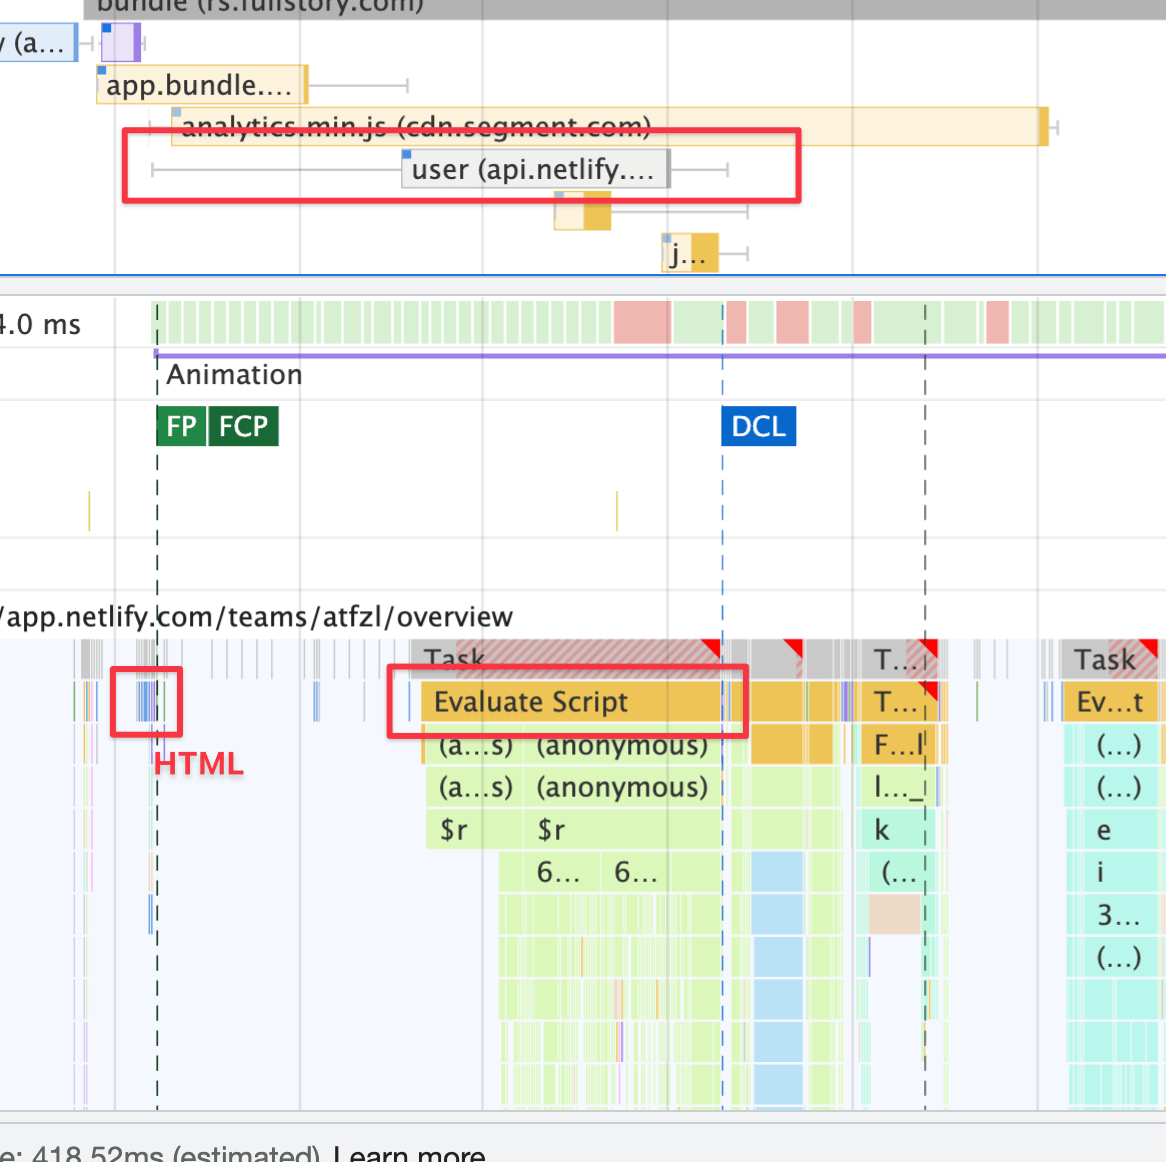 bundle (rs.fullstory.com)
y (a...
app.bundle....
analytics.min.js (cdn.segment.com)
user (api.netlify....
j...
4.0 ms
Animation
FP FCP DCL
/app.netlify.com/teams/atfzl/overview
Task T... Task
Evaluate Script T... Ev...t
HTML
(a...s) (anonymous) F...l (...)
(a...s) (anonymous) l..._ (...)
$r $r k e
6... 6... (... i
3...
(...)
e: 418.52ms (estimated) Learn more